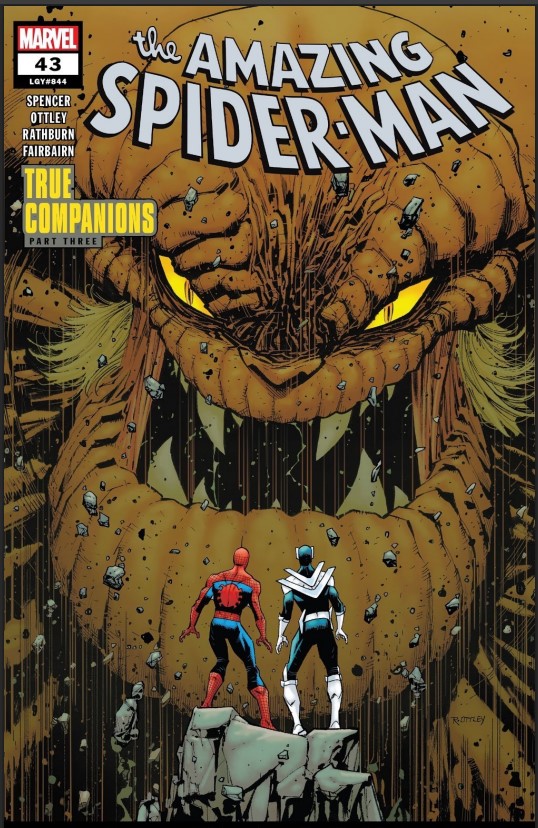 MARVEL
43
LGY#844
SPENCER
OTTLEY
RATHBURN
FAIRBAIRN
TRUE
COMPANIONS
PART THREE
the AMAZING
SPIDER-MAN
R. OTTLEY